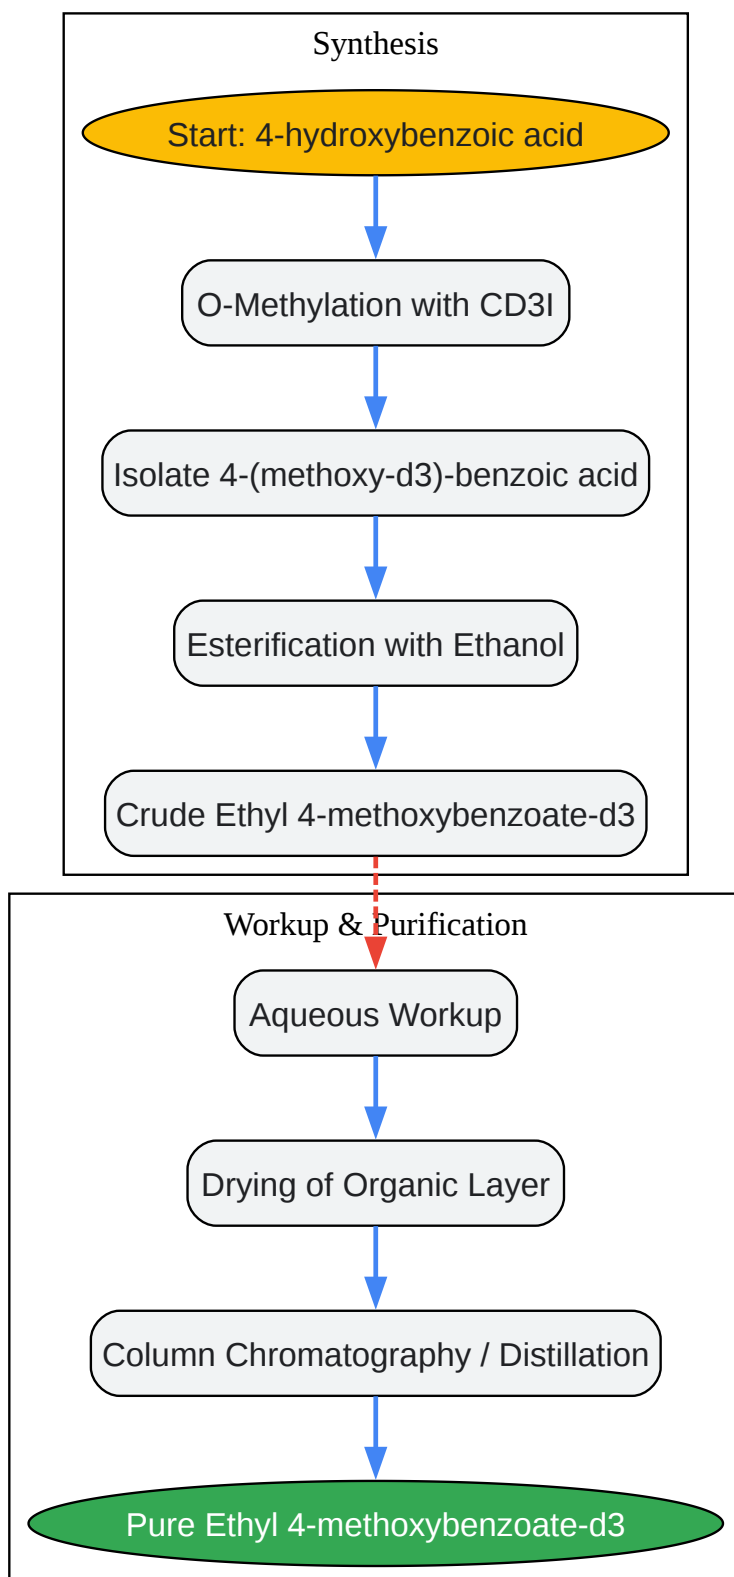 Synthesis
Start: 4-hydroxybenzoic acid
O-Methylation with CD3I
Isolate 4-(methoxy-d3)-benzoic acid
Esterification with Ethanol
Crude Ethyl 4-methoxybenzoate-d3
Workup & Purification
Aqueous Workup
Drying of Organic Layer
Column Chromatography / Distillation
Pure Ethyl 4-methoxybenzoate-d3